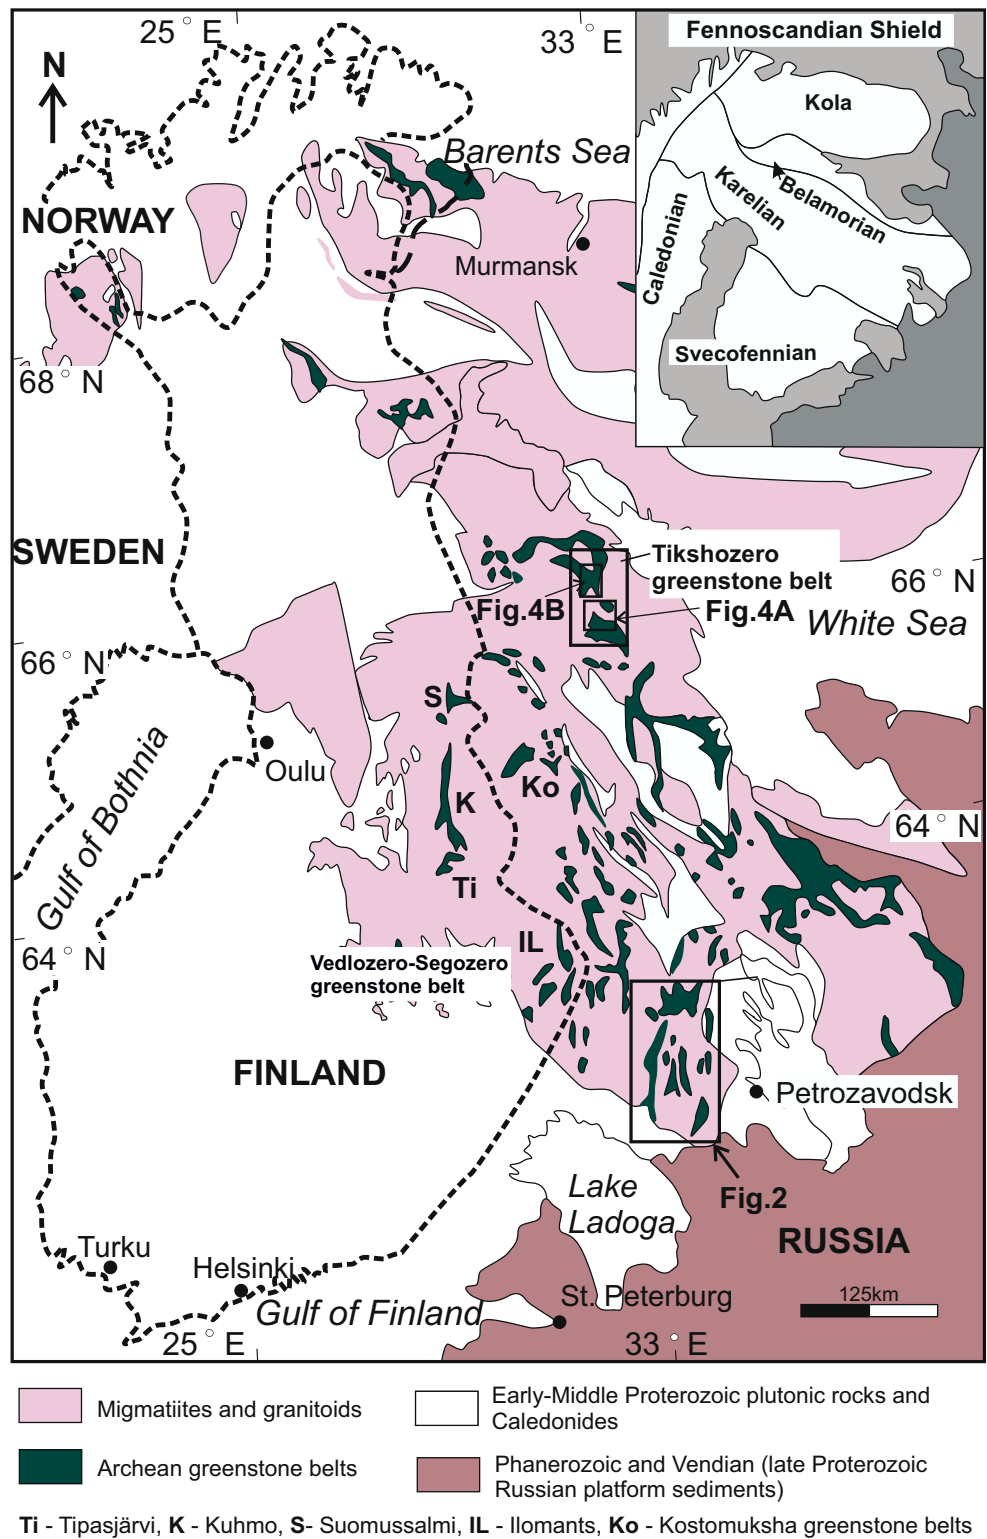 25° E
33° E
N
Barents Sea
NORWAY
Murmansk
68° N
Fennoscandian Shield
Kola
Karelian
Belamorian
Caledonian
Svecofennian
SWEDEN
Tikshozero
greenstone belt
66° N
Fig.4B
Fig.4A
White Sea
66° N
S
Oulu
Gulf of Bothnia
K
Ko
64° N
Ti
IL
64° N
Vedlozero-Segozero
greenstone belt
FINLAND
Petrozavodsk
Lake
Ladoga
Fig.2
RUSSIA
Turku
Helsinki
Gulf of Finland
St. Peterburg
125km
25° E
33° E
Migmatiites and granitoids
Early-Middle Proterozoic plutonic rocks and
Caledonides
Archean greenstone belts
Phanerozoic and Vendian (late Proterozoic
Russian platform sediments)
Ti - Tipasjärvi, K - Kuhmo, S- Suomussalmi, IL - Ilomants, Ko - Kostomuksha greenstone belts